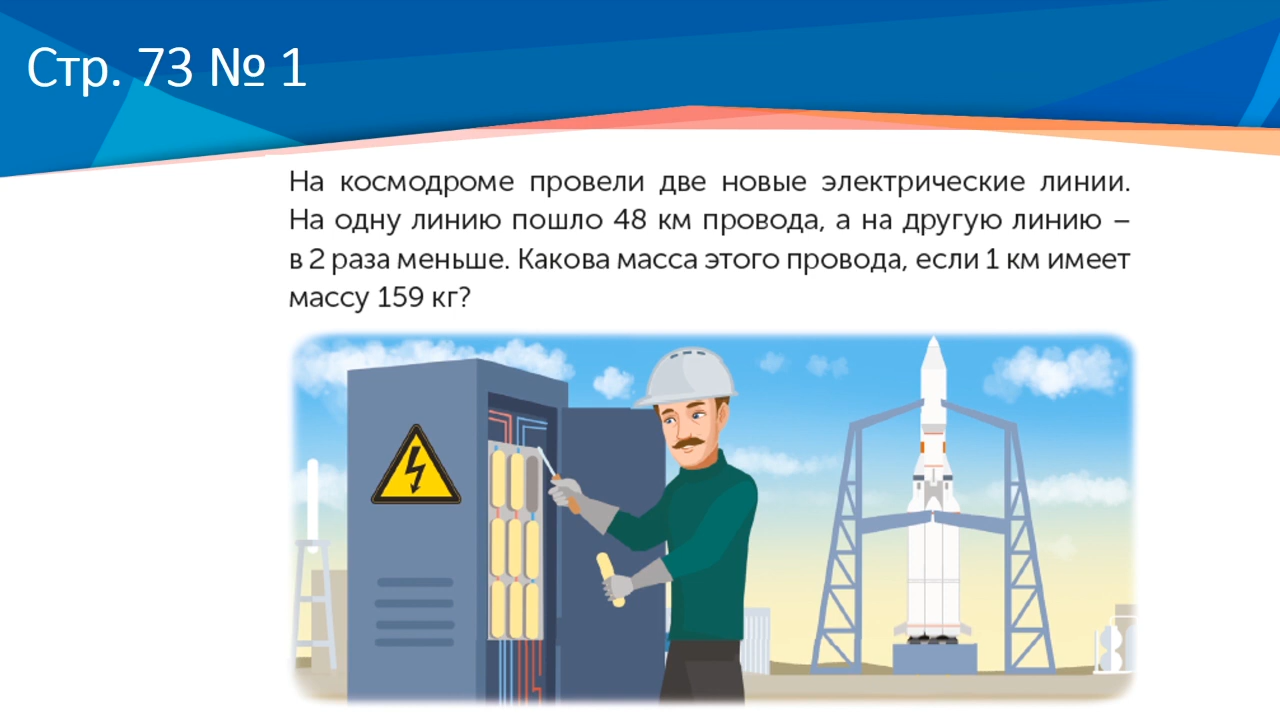 Стр. 73 № 1
На космодроме провели две новые электрические линии.
На одну линию пошло 48 км провода, а на другую линию –
в 2 раза меньше. Какова масса этого провода, если 1 км имеет
массу 159 кг?